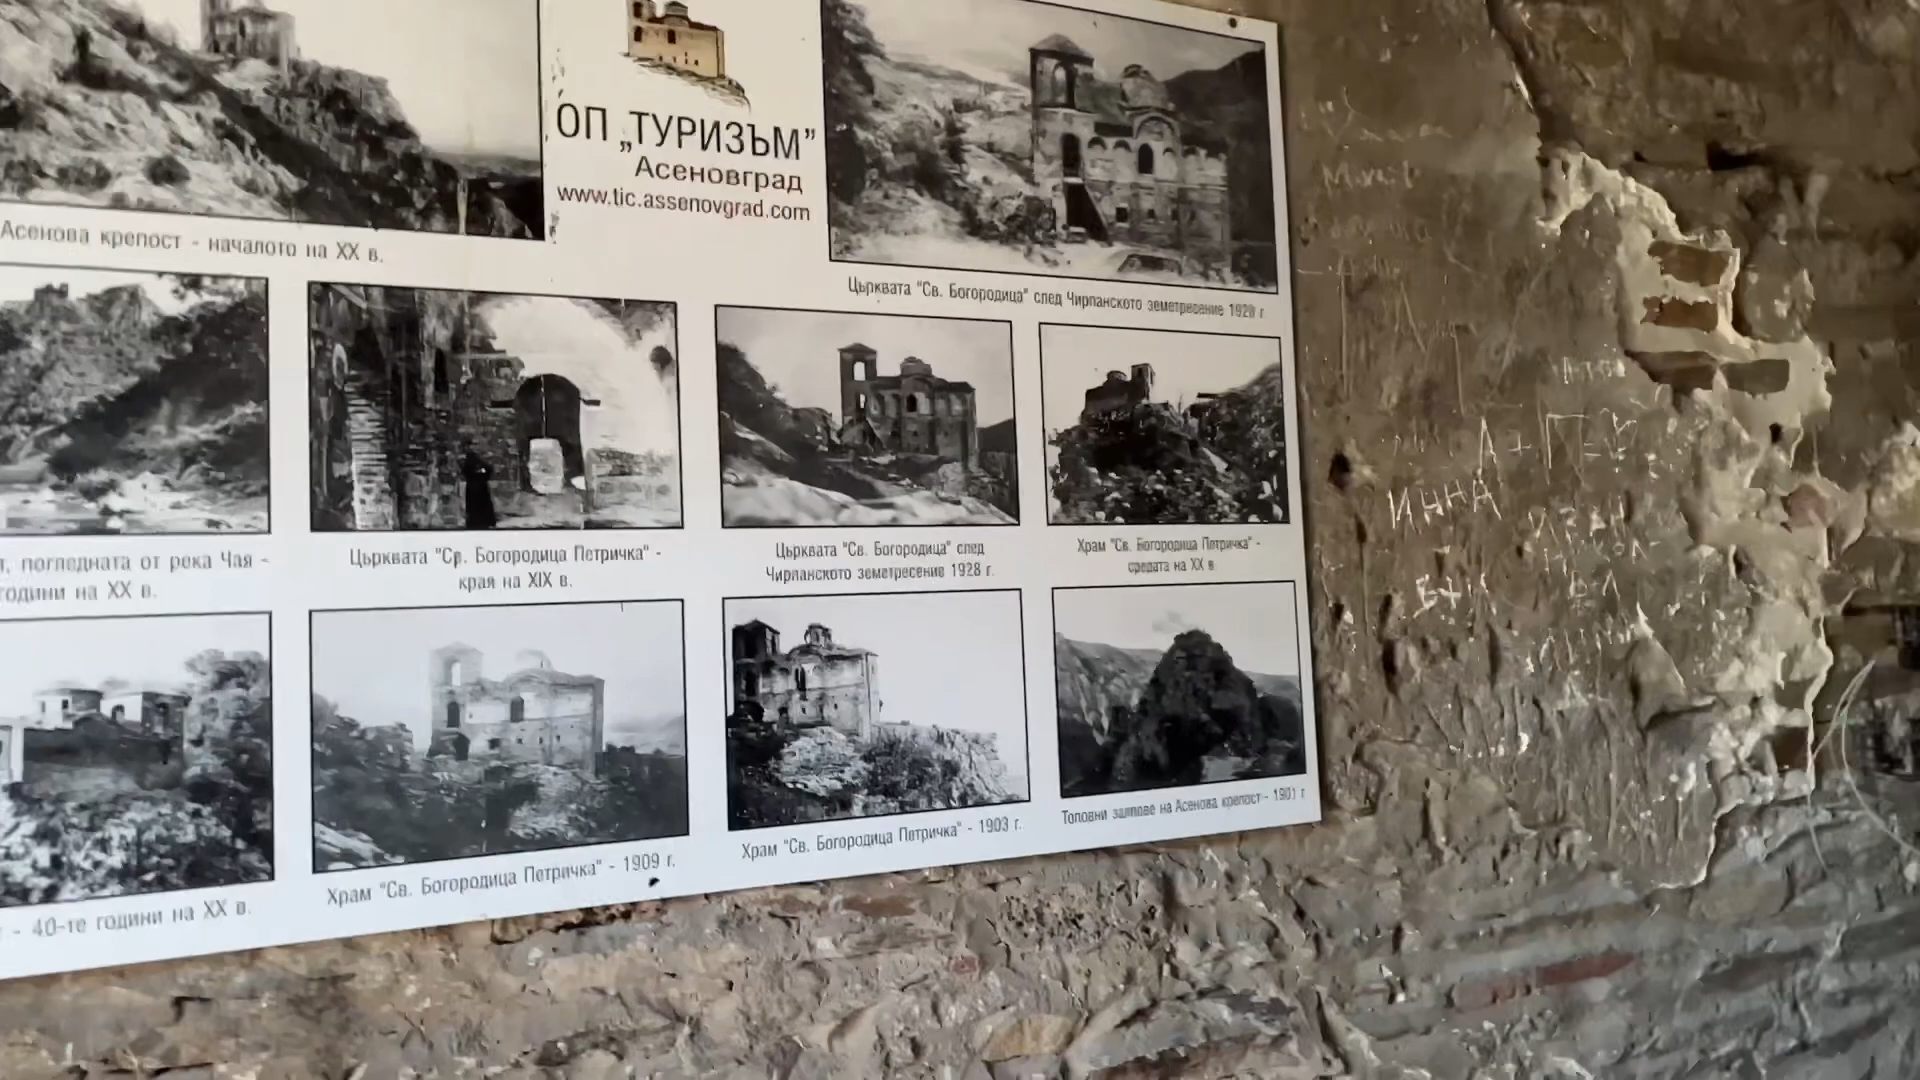 ОП „ТУРИЗЪМ”
Асеновград
www.tic.assenovgrad.com
Асенова крепост - началото на XX в.
Църквата "Св. Богородица" след Чирпанското земетресение 1928 г
, погледната от река Чая -
години на XX в.
Църквата "Св. Богородица Петричка" -
края на XIX в.
Църквата "Св. Богородица" след
Чирпанското земетресение 1928 г.
Храм "Св. Богородица Петричка" -
средата на XX в
- 40-те години на XX в.
Храм "Св. Богородица Петричка" - 1909 г.
Храм "Св. Богородица Петричка" - 1903 г.
Топовни залпове на Асенова крепост - 1901 г
ИННА